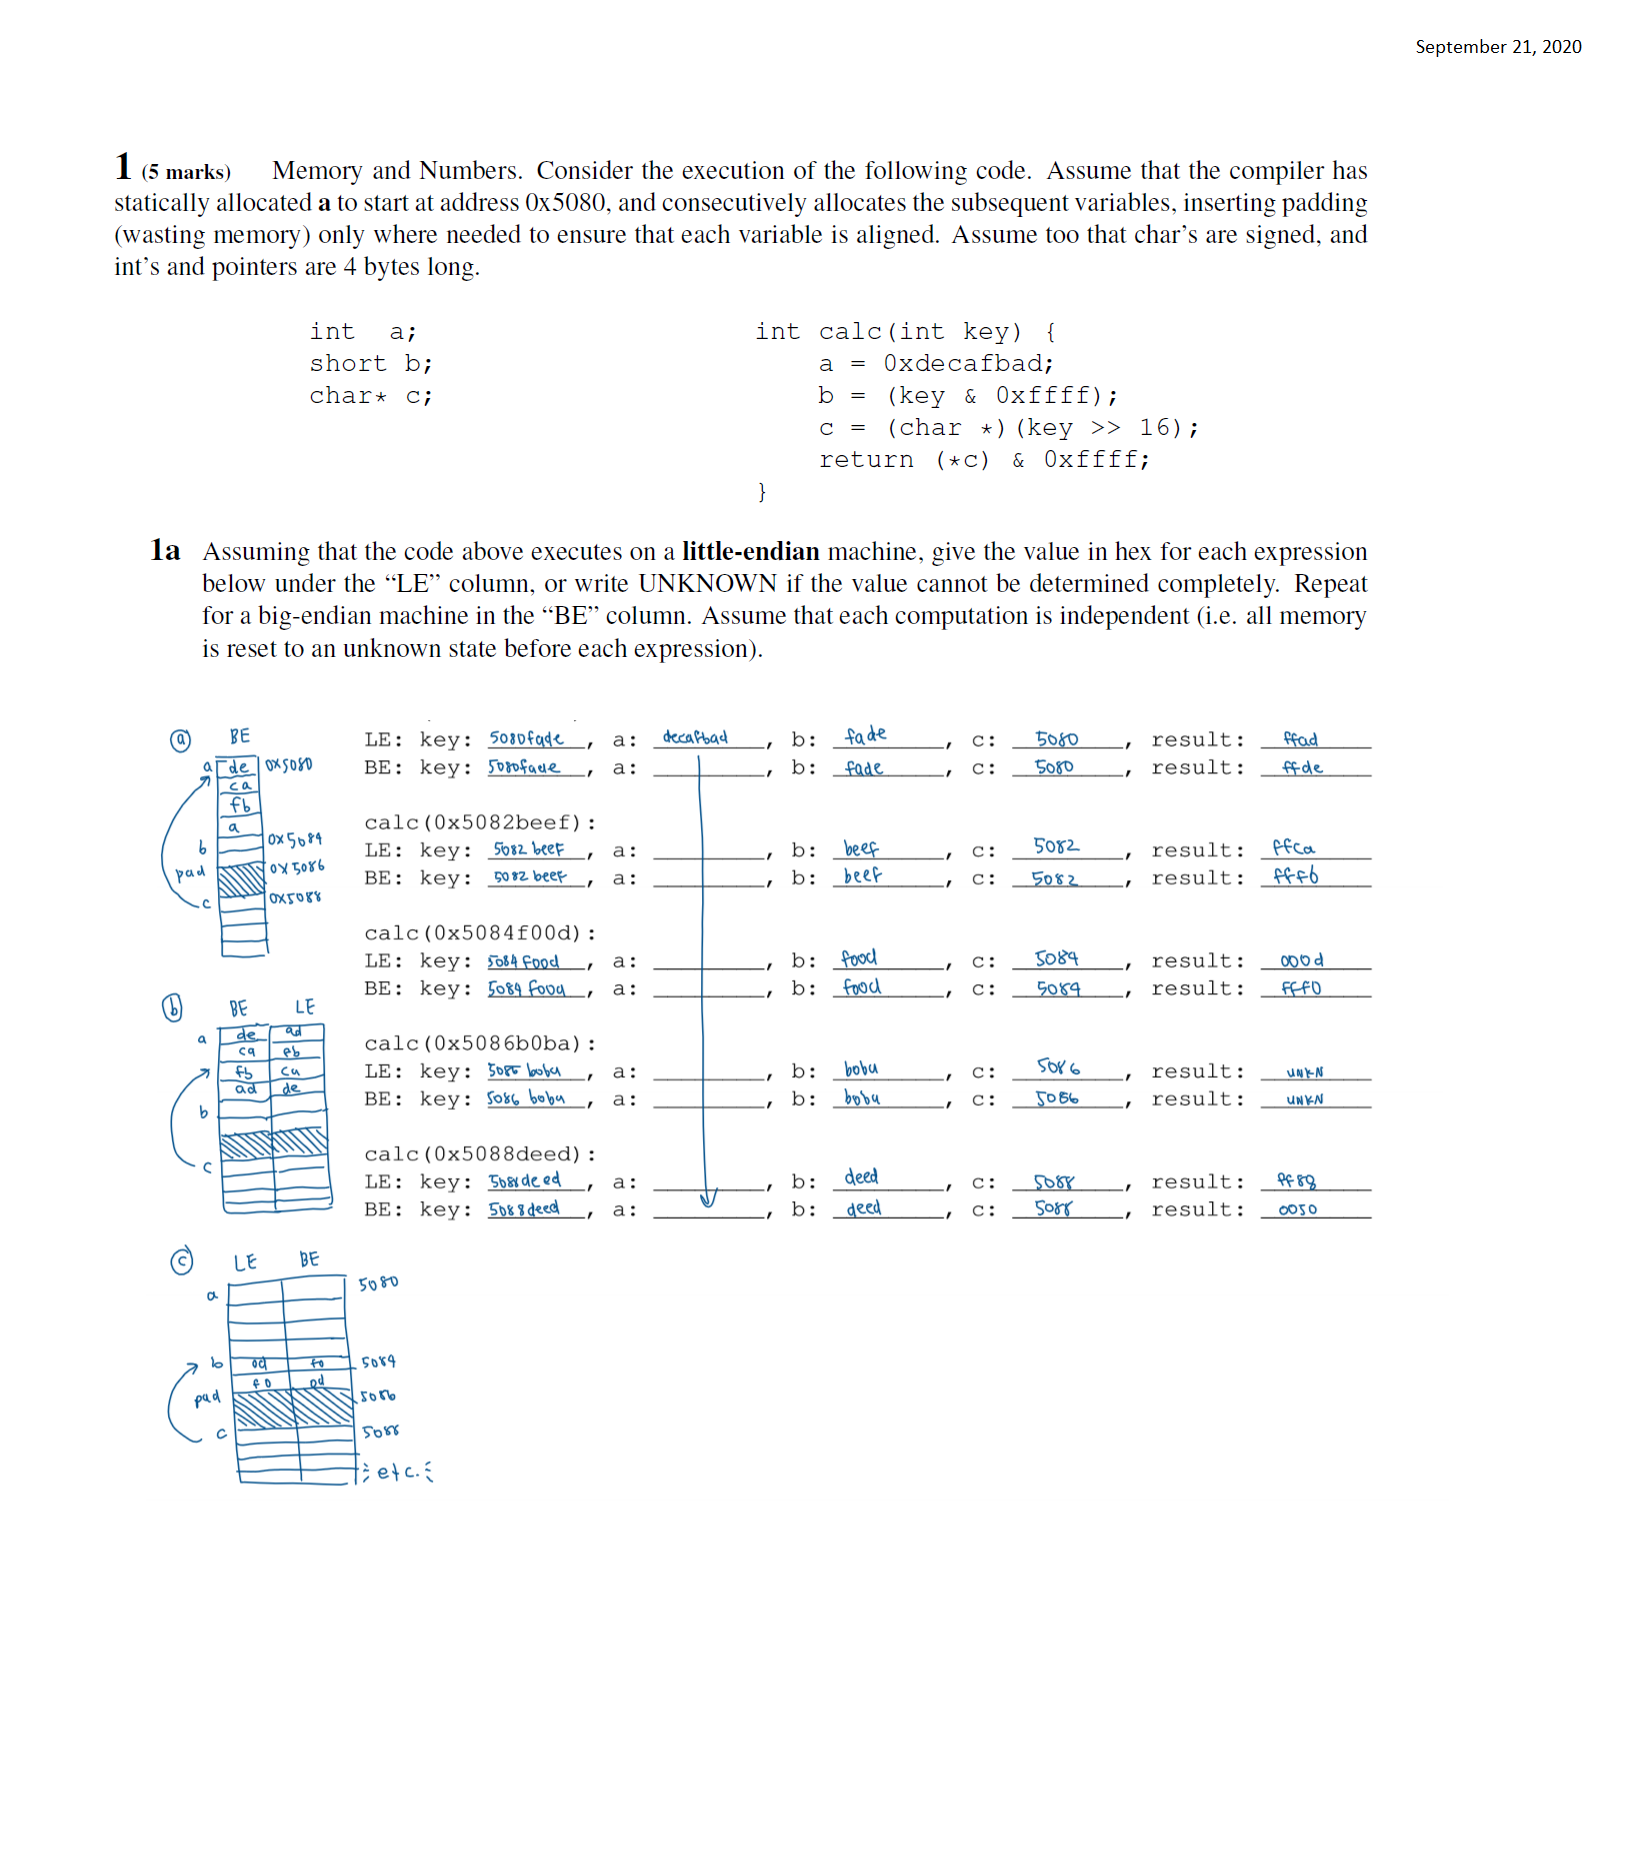 September 21, 2020
1 (5 marks) Memory and Numbers. Consider the execution of the following code. Assume that the compiler has
statically allocated a to start at address 0x5080, and consecutively allocates the subsequent variables, inserting padding
(wasting memory) only where needed to ensure that each variable is aligned. Assume too that char's are signed, and
int's and pointers are 4 bytes long.
int a;
short b;
char* c;
int calc(int key) {
a = 0xdecafbad;
b = (key & 0xffff);
c = (char *)(key >> 16);
return (*c) & 0xffff;
}
1a Assuming that the code above executes on a little-endian machine, give the value in hex for each expression
below under the “LE” column, or write UNKNOWN if the value cannot be determined completely. Repeat
for a big-endian machine in the “BE” column. Assume that each computation is independent (i.e. all memory
is reset to an unknown state before each expression).
LE: key: 5080fade, a: decafbad, b: fade, c: 5080, result: ffad
BE: key: 5080fade, a: , b: fade, c: 5080, result: ffde
calc(0x5082beef):
LE: key: 5082 beef, a: , b: beef, c: 5082, result: ffca
BE: key: 5082 beef, a: , b: beef, c: 5082, result: fffb
calc(0x5084f00d):
LE: key: 5084 f00d, a: , b: f00d, c: 5084, result: 000d
BE: key: 5084 f00d, a: , b: f00d, c: 5084, result: fff0
calc(0x5086b0ba):
LE: key: 5086 b0ba, a: , b: b0ba, c: 5086, result: UNKN
BE: key: 5086 b0ba, a: , b: b0ba, c: 5086, result: UNKN
calc(0x5088deed):
LE: key: 5088deed, a: , b: deed, c: 5088, result: ff88
BE: key: 5088deed, a: , b: deed, c: 5088, result: 0050
a BE
a de 0x5080
ca
fb
a
b 0x5084
pad 0x5086
c 0x5088
b BE LE
a de ad
ca
fb ca
ad de
b
c
c LE BE
a 5080
b 0d f0 5084
f0 0d
pad 5086
c 5088
etc.